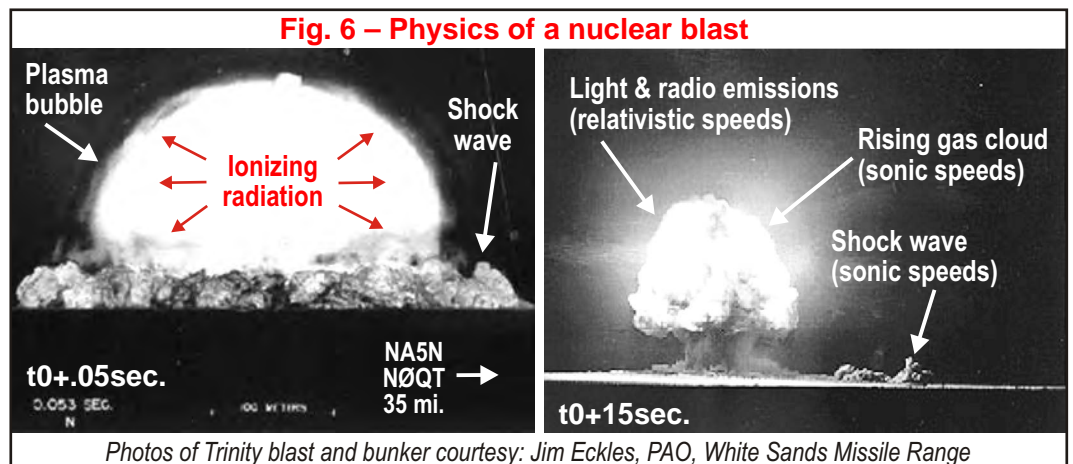 Fig. 6 – Physics of a nuclear blast
Plasma
bubble
Shock
wave
Ionizing
radiation
t0+.05sec.
0.053 SEC.
N
100 METERS
NA5N
NØQT
35 mi.
Light & radio emissions
(relativistic speeds)
Rising gas cloud
(sonic speeds)
Shock wave
(sonic speeds)
t0+15sec.
Photos of Trinity blast and bunker courtesy: Jim Eckles, PAO, White Sands Missile Range